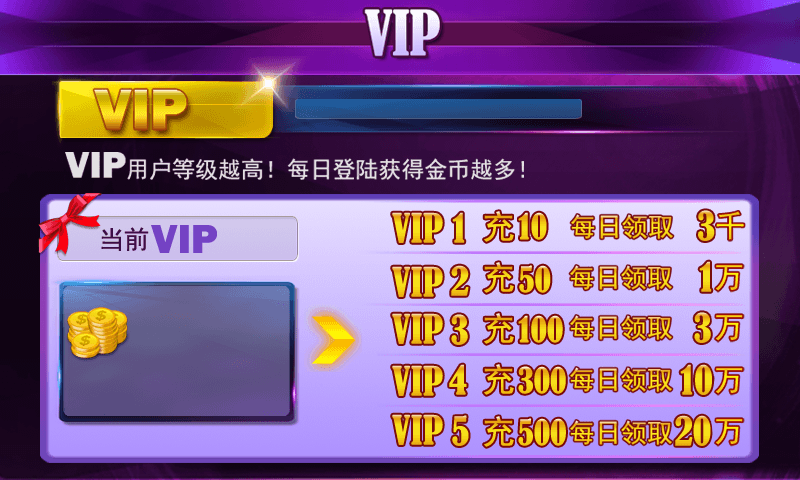 VIP
VIP
VIP用户等级越高！每日登陆获得金币越多！
当前VIP
VIP 1 充10 每日领取 3千
VIP 2 充50 每日领取 1万
VIP 3 充100 每日领取 3万
VIP 4 充300 每日领取 10万
VIP 5 充500 每日领取 20万